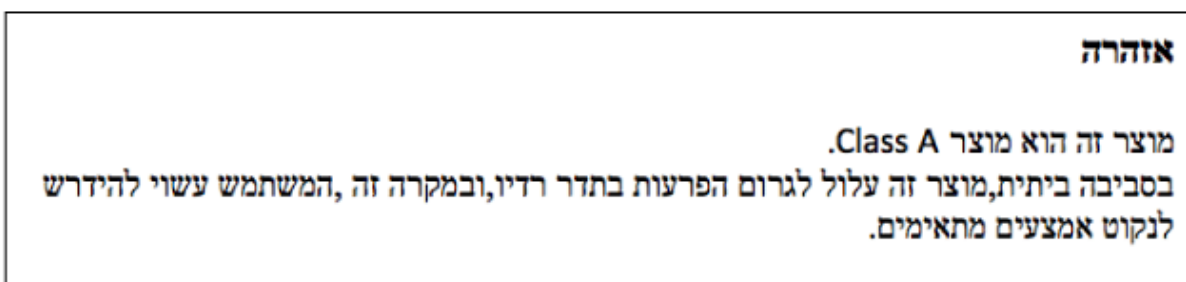 אזהרה
מוצר זה הוא מוצר Class A.
בסביבה ביתית,מוצר זה עלול לגרום הפרעות בתדר רדיו,ובמקרה זה ,המשתמש עשוי להידרש
לנקוט אמצעים מתאימים.